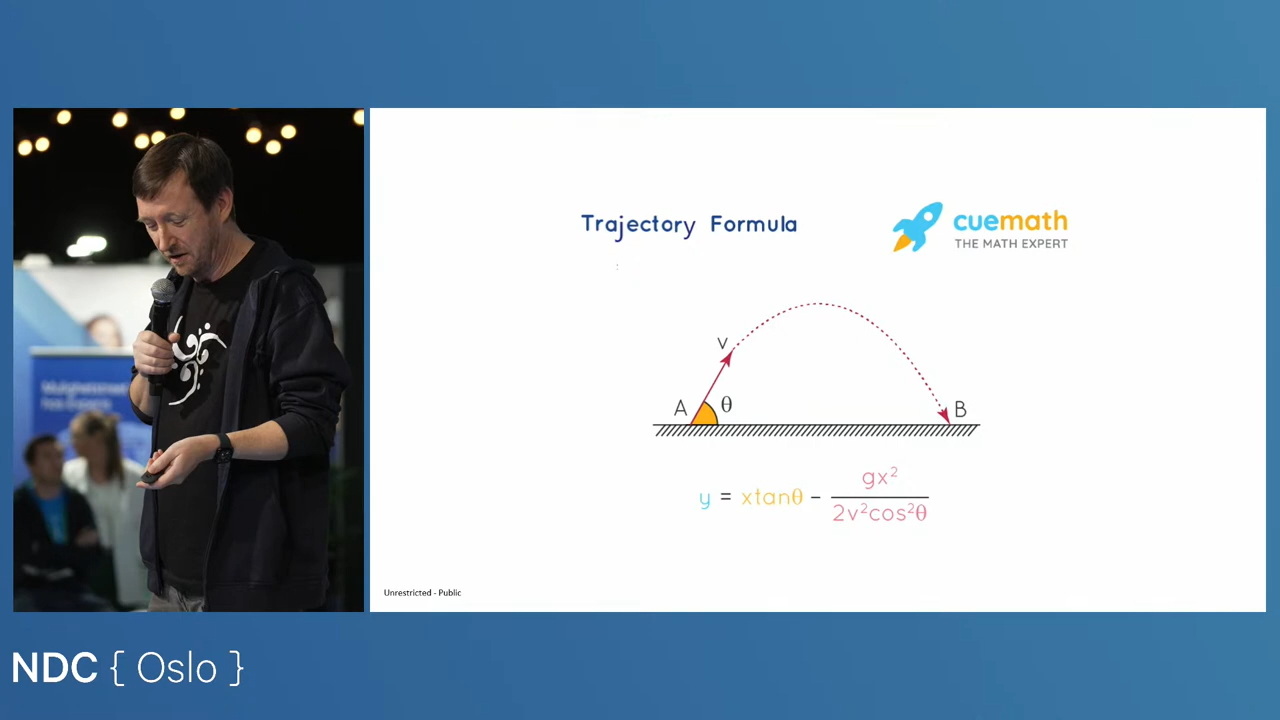 Trajectory Formula
cuemath
THE MATH EXPERT
v
A
θ
B
y = xtanθ - gx²/2v²cos²θ
Unrestricted - Public
NDC { Oslo }